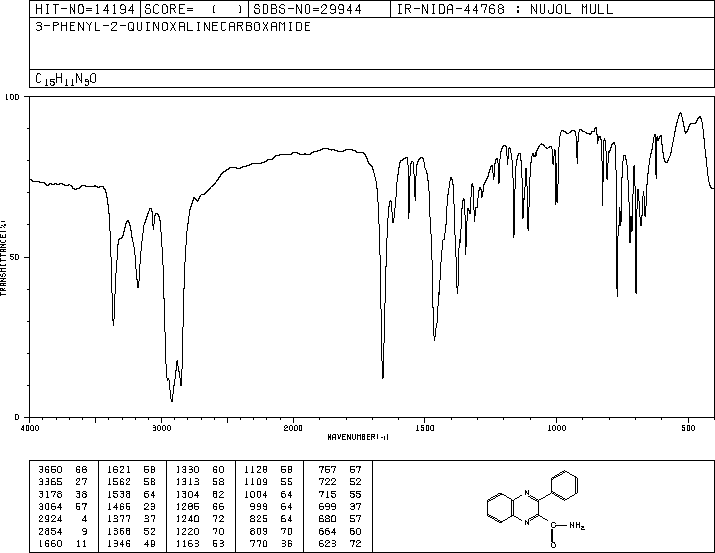 HIT-NO=14194 SCORE= ( ) SDBS-NO=29944 IR-NIDA-44768 : NUJOL MULL
3-PHENYL-2-QUINOXALINECARBOXAMIDE
C15H11N3O
100
50
0
TRANSMITTANCE(%)
4000 3000 2000 1500 1000 500
WAVENUMBER(-1)
3650 66 1621 58 1330 60 1128 58 757 57
3365 27 1562 58 1313 58 1109 55 722 52
3178 38 1538 64 1304 62 1004 64 715 55
3064 57 1465 23 1286 66 999 64 699 37
2924 4 1377 37 1240 72 825 64 680 57
2854 9 1368 52 1220 70 809 70 664 60
1660 11 1346 49 1163 53 770 36 623 72
N
N
C
NH2
O